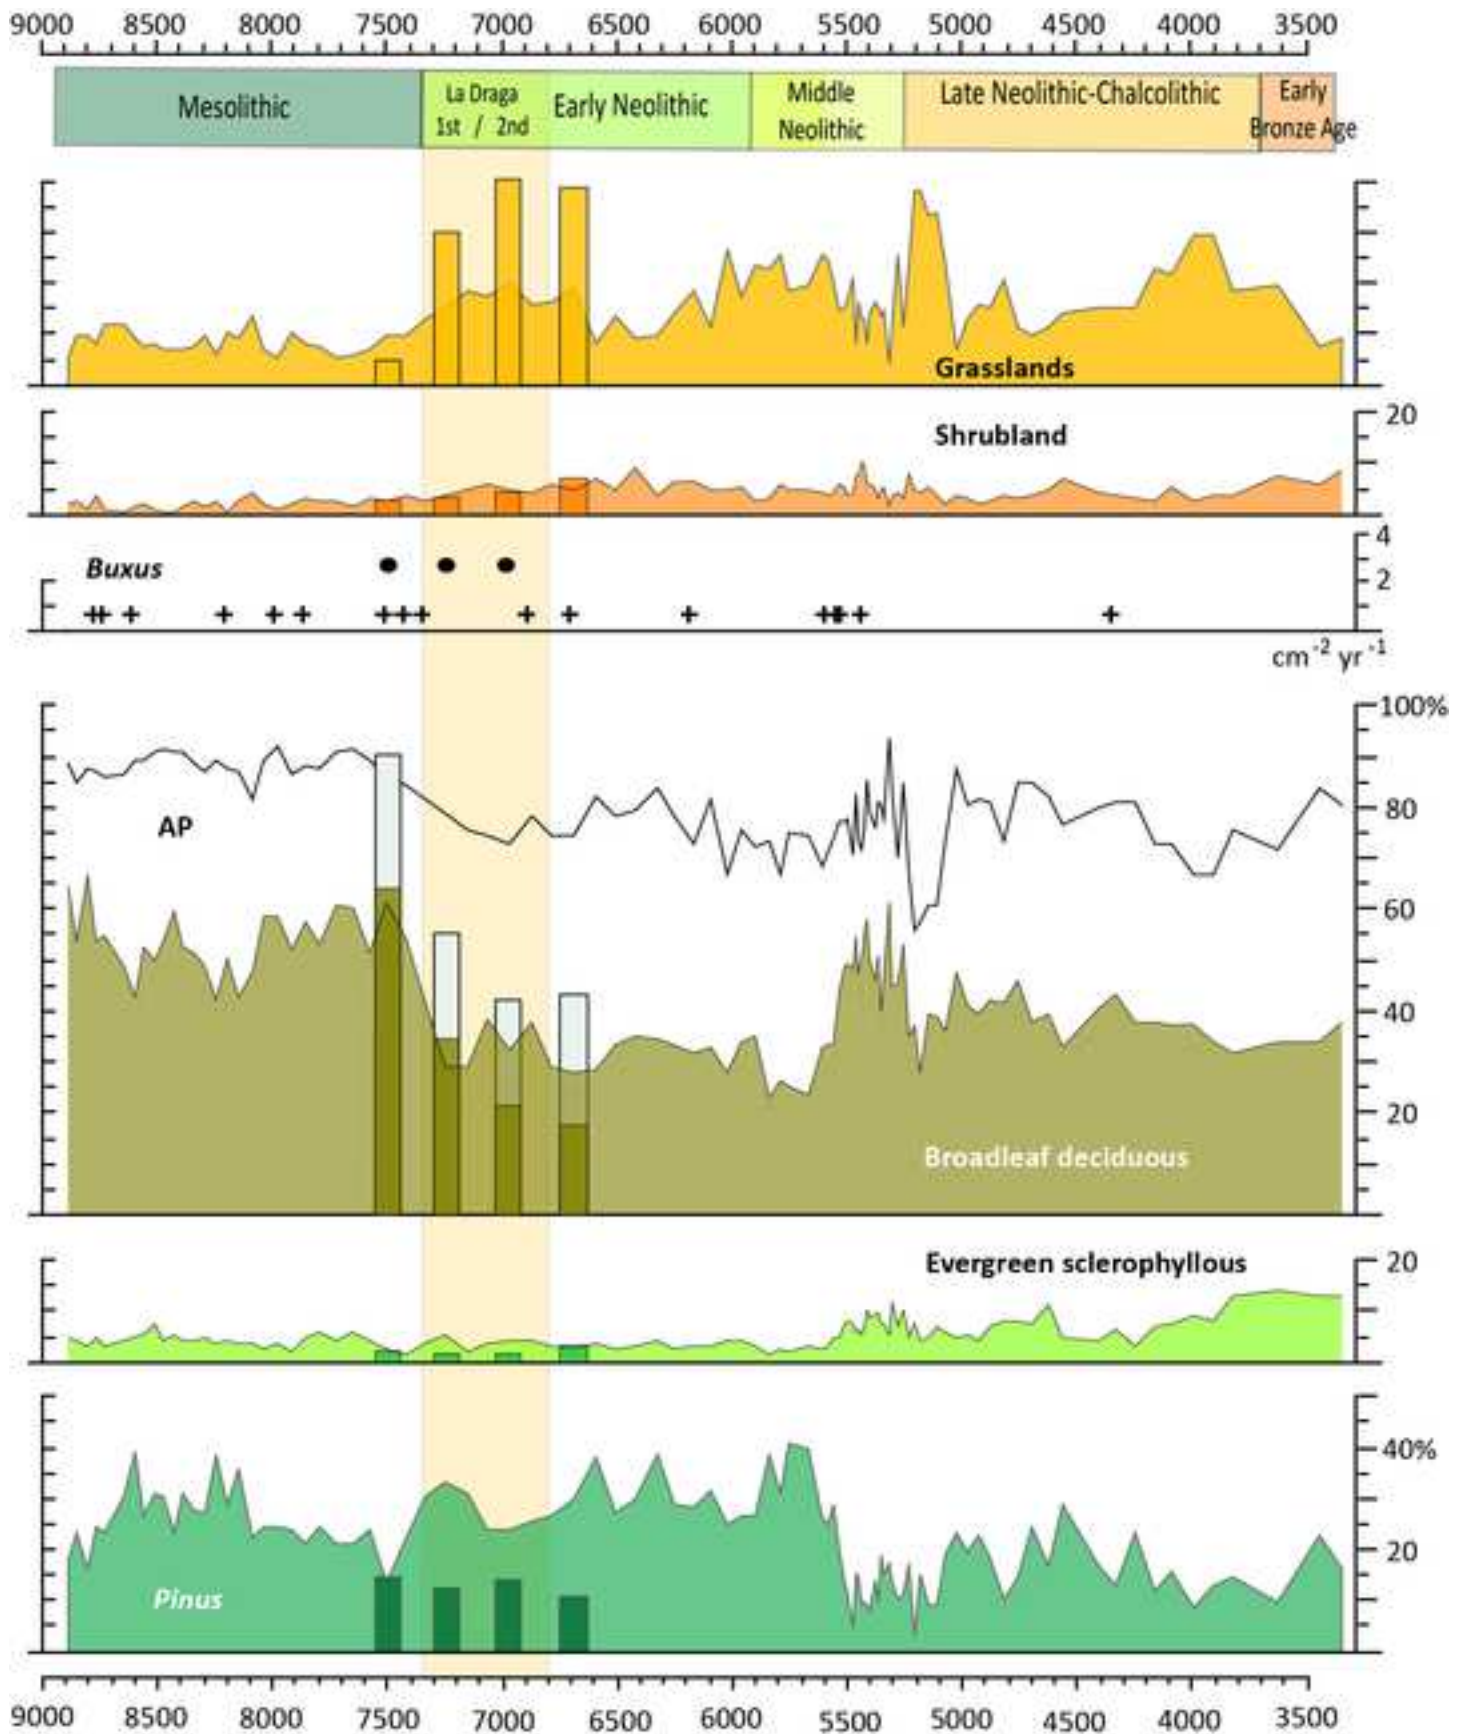 9000 8500 8000 7500 7000 6500 6000 5500 5000 4500 4000 3500
Mesolithic
La Draga
1st / 2nd
Early Neolithic
Middle
Neolithic
Late Neolithic-Chalcolithic
Early
Bronze Age
Grasslands
20
Shrubland
4
Buxus
2
cm⁻² yr⁻¹
100%
80
AP
60
40
20
Broadleaf deciduous
20
Evergreen sclerophyllous
40%
20
Pinus
9000 8500 8000 7500 7000 6500 6000 5500 5000 4500 4000 3500